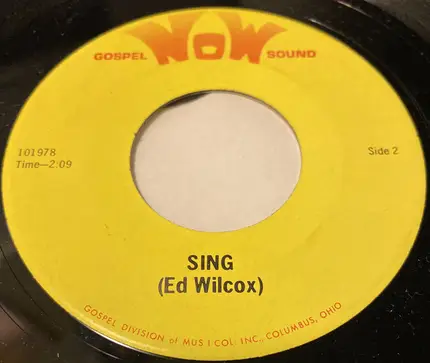 GOSPEL NOW SOUND
101978
Time—2:09
Side 2
SING
(Ed Wilcox)
GOSPEL DIVISION of MUS I COL INC., COLUMBUS, OHIO